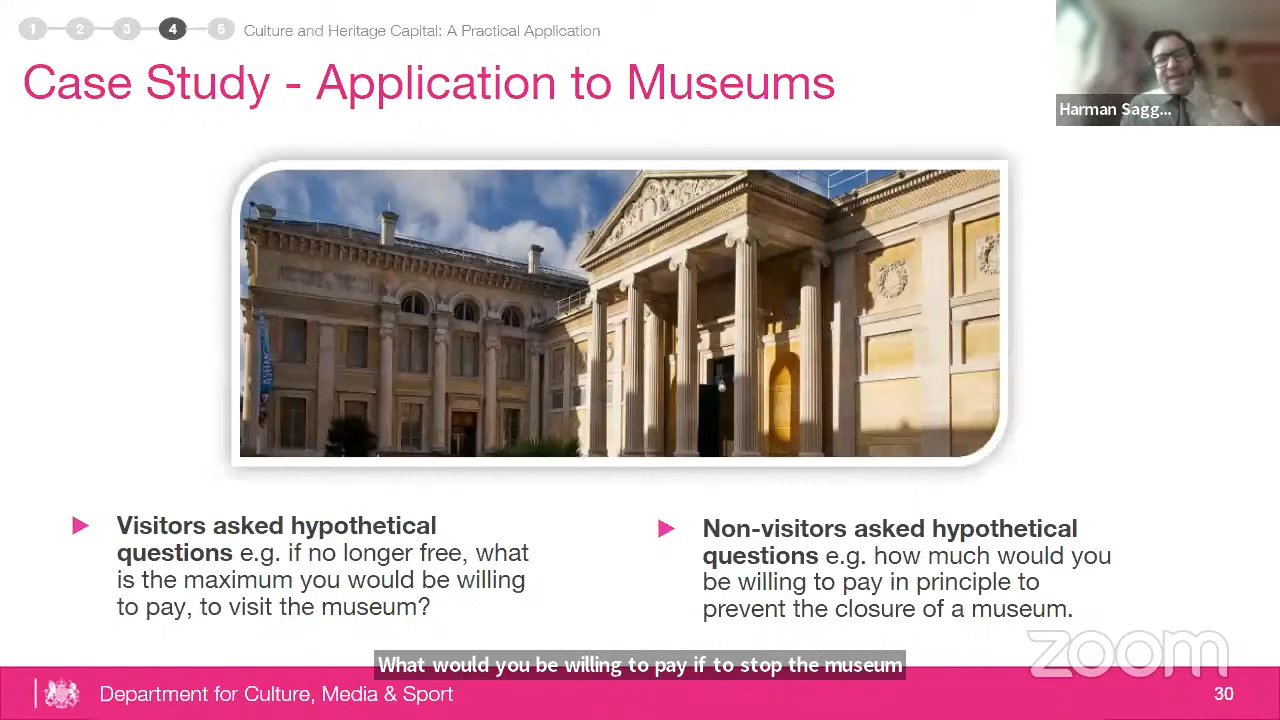 1 2 3 4 5 Culture and Heritage Capital: A Practical Application
Case Study - Application to Museums
Harman Sagg...
Visitors asked hypothetical
questions e.g. if no longer free, what
is the maximum you would be willing
to pay, to visit the museum?
Non-visitors asked hypothetical
questions e.g. how much would you
be willing to pay in principle to
prevent the closure of a museum.
zoom
What would you be willing to pay if to stop the museum
Department for Culture, Media & Sport
30